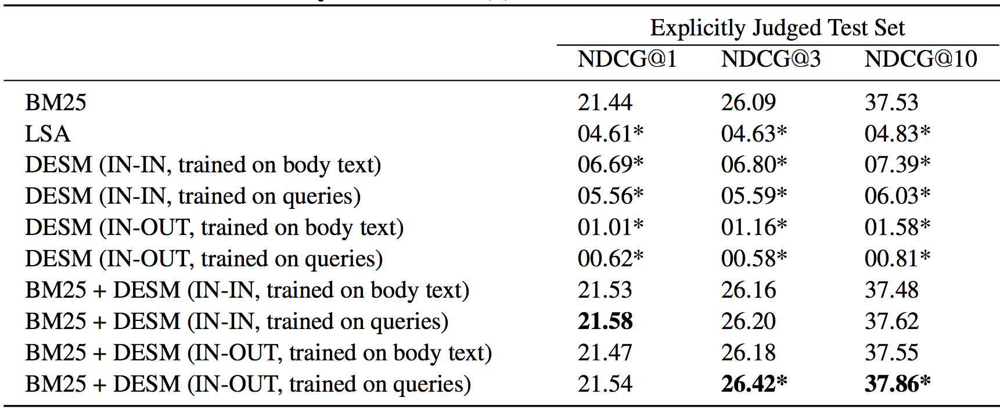 Explicitly Judged Test Set
NDCG@1 NDCG@3 NDCG@10
BM25 21.44 26.09 37.53
LSA 04.61* 04.63* 04.83*
DESM (IN-IN, trained on body text) 06.69* 06.80* 07.39*
DESM (IN-IN, trained on queries) 05.56* 05.59* 06.03*
DESM (IN-OUT, trained on body text) 01.01* 01.16* 01.58*
DESM (IN-OUT, trained on queries) 00.62* 00.58* 00.81*
BM25 + DESM (IN-IN, trained on body text) 21.53 26.16 37.48
BM25 + DESM (IN-IN, trained on queries) 21.58 26.20 37.62
BM25 + DESM (IN-OUT, trained on body text) 21.47 26.18 37.55
BM25 + DESM (IN-OUT, trained on queries) 21.54 26.42* 37.86*